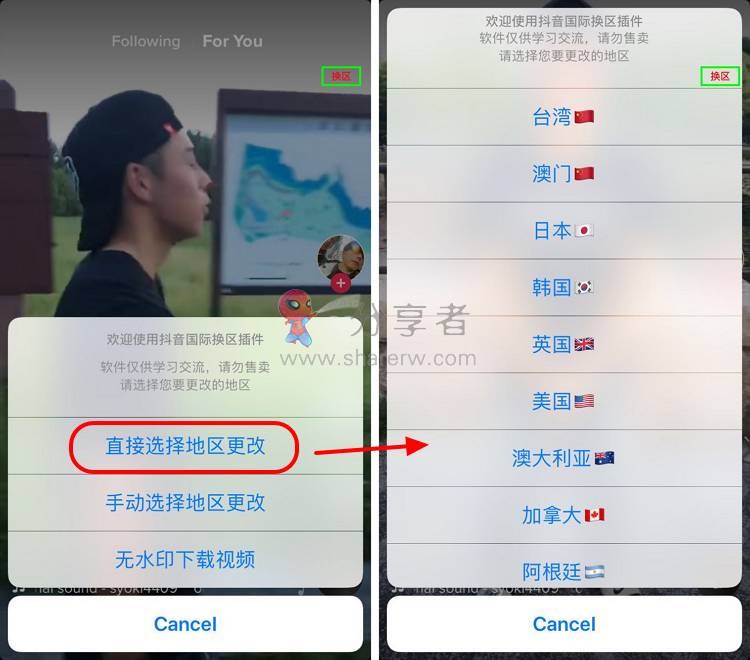 Following
For You
换区
欢迎使用抖音国际换区插件
软件仅供学习交流，请勿售卖
请选择您要更改的地区
直接选择地区更改
手动选择地区更改
无水印下载视频
Cancel
分享者
www.sharerw.com
欢迎使用抖音国际换区插件
软件仅供学习交流，请勿售卖
请选择您要更改的地区
换区
台湾🇨🇳
澳门🇨🇳
日本🇯🇵
韩国🇰🇷
英国🇬🇧
美国🇺🇸
澳大利亚🇦🇺
加拿大🇨🇦
阿根廷🇦🇷
Cancel